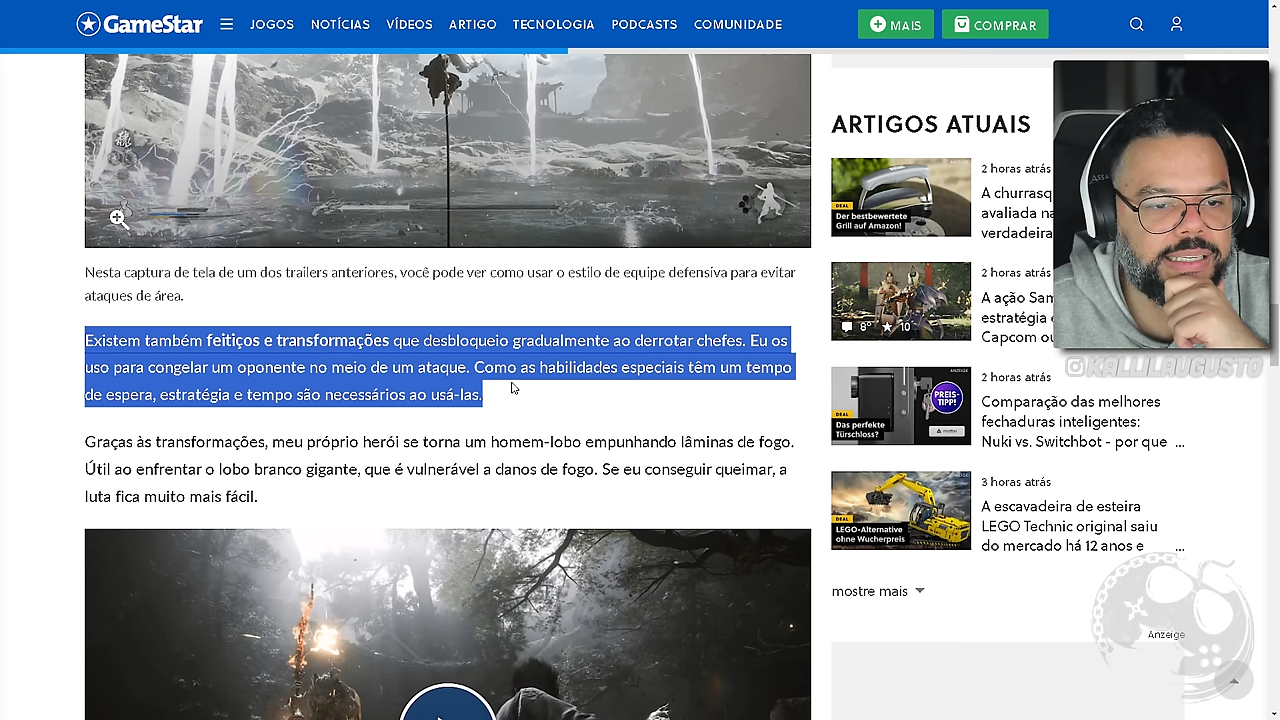 GameStar
JOGOS
NOTÍCIAS
VÍDEOS
ARTIGO
TECNOLOGIA
PODCASTS
COMUNIDADE
MAIS
COMPRAR
Nesta captura de tela de um dos trailers anteriores, você pode ver como usar o estilo de equipe defensiva para evitar
ataques de área.
Existem também feitiços e transformações que desbloqueio gradualmente ao derrotar chefes. Eu os
uso para congelar um oponente no meio de um ataque. Como as habilidades especiais têm um tempo
de espera, estratégia e tempo são necessários ao usá-las.
Graças às transformações, meu próprio herói se torna um homem-lobo empunhando lâminas de fogo.
Útil ao enfrentar o lobo branco gigante, que é vulnerável a danos de fogo. Se eu conseguir queimar, a
luta fica muito mais fácil.
ARTIGOS ATUAIS
ANZEIGE
DEAL
Der bestbewertete
Grill auf Amazon!
2 horas atrás
A churrasq
avaliada na
verdadeira
8°
10
2 horas atrás
A ação Sam
estratégia e
Capcom ou
ANZEIGE
PREIS-
TIPP!
DEAL
Das perfekte
Türschloss?
2 horas atrás
Comparação das melhores
fechaduras inteligentes:
Nuki vs. Switchbot - por que ...
ANZEIGE
DEAL
LEGO-Alternative
ohne Wucherpreis
3 horas atrás
A escavadeira de esteira
LEGO Technic original saiu
do mercado há 12 anos e ...
mostre mais
Anzeige
@KALLILAUGUSTO